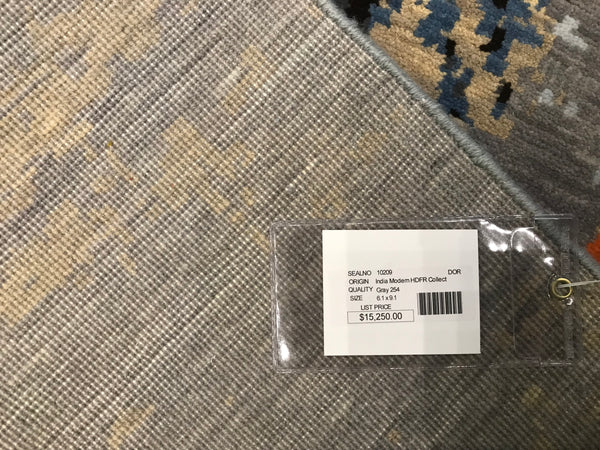 SEALNO 10209 DOR
ORIGIN India Modern HDFR Collect
QUALITY Gray 254
SIZE 6.1 x 9.1
LIST PRICE
$15,250.00